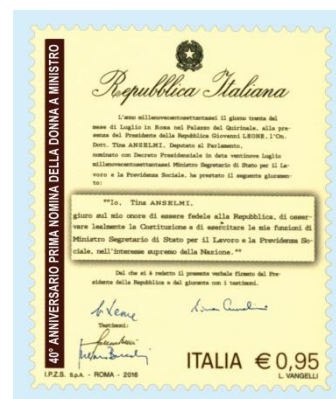 40° ANNIVERSARIO PRIMA NOMINA DELLA DONNA A MINISTRO
Repubblica Italiana
L'anno millenovecentosettantasei il giorno trenta del
mese di Luglio in Roma nel Palazzo del Quirinale, alla pre-
senza del Presidente della Repubblica Giovanni LEONE, l'On.
Dott. Tina ANSELMI, Deputato al Parlamento,
nominato con Decreto Presidenziale in data ventinove Luglio
millenovecentosettantasei Ministro Segretario di Stato per il La-
voro e la Previdenza Sociale, ha prestato il seguente giuramen-
to:
""Io, Tina ANSELMI,
giuro sul mio onore di essere fedele alla Repubblica, di osser-
vare lealmente la Costituzione e di esercitare le mie funzioni di
Ministro Segretario di Stato per il Lavoro e la Previdenza So-
ciale, nell'interesse supremo della Nazione.""
Del che si è redatto il presente verbale firmato dal Pre-
sidente della Repubblica e dal giurante con i testimoni.
Testimoni:
ITALIA € 0,95
I.P.Z.S. S.p.A. - ROMA - 2016
L. VANGELLI